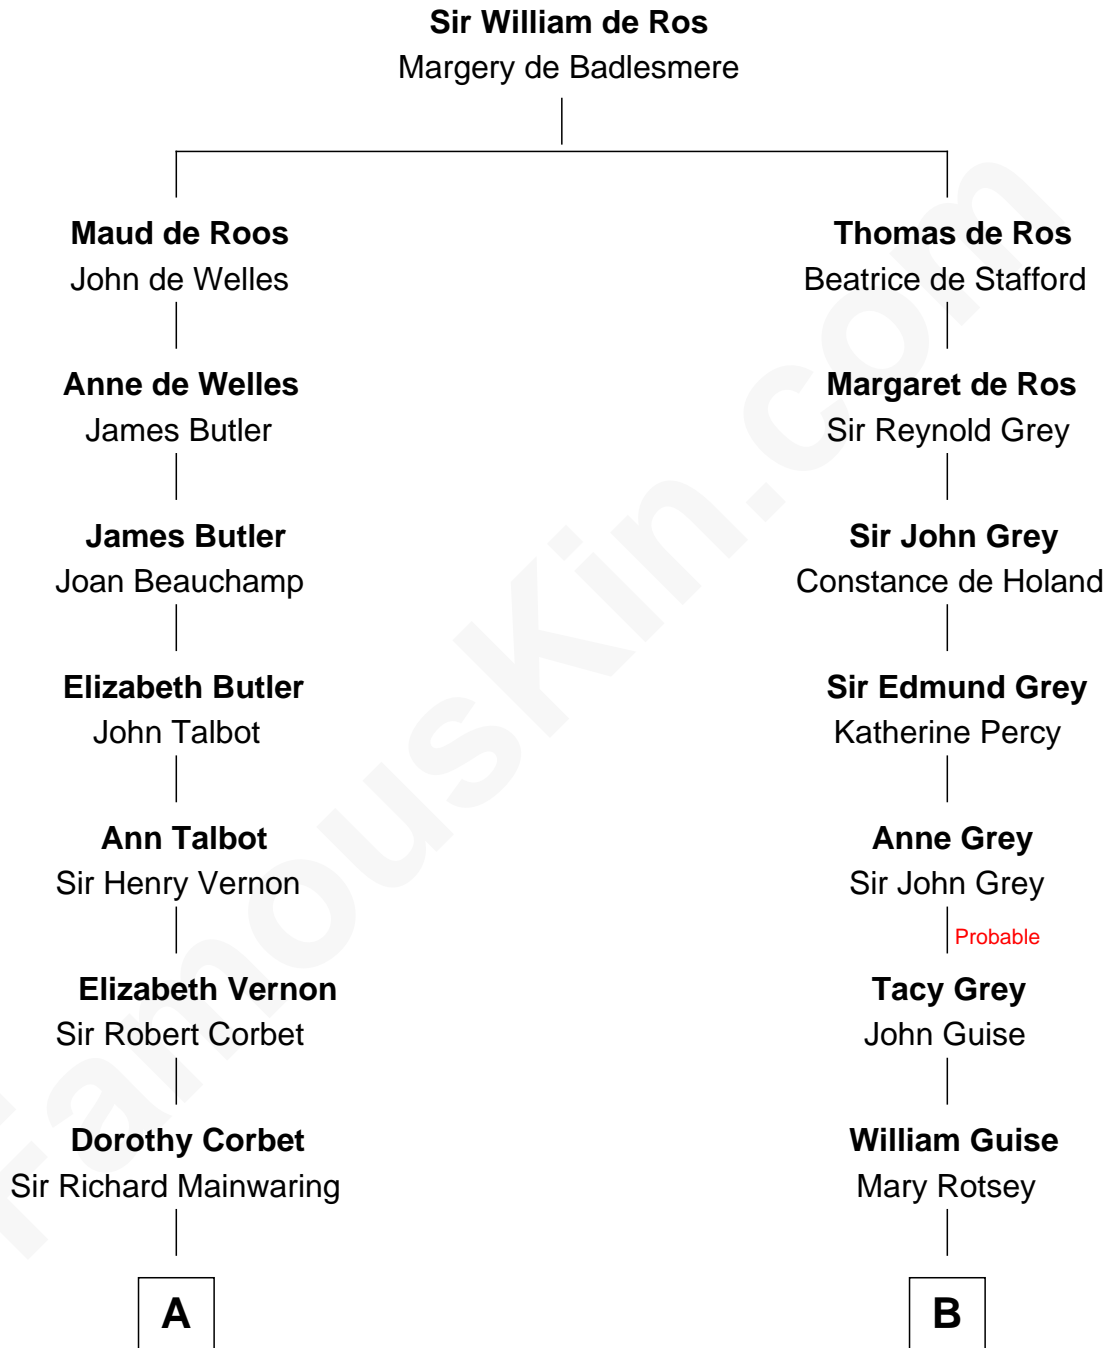 Sir William de Ros
Margery de Badlesmere
Maud de Roos
John de Welles
Thomas de Ros
Beatrice de Stafford
Anne de Welles
James Butler
Margaret de Ros
Sir Reynold Grey
James Butler
Joan Beauchamp
Sir John Grey
Constance de Holand
Elizabeth Butler
John Talbot
Sir Edmund Grey
Katherine Percy
Ann Talbot
Sir Henry Vernon
Anne Grey
Sir John Grey
Probable
Elizabeth Vernon
Sir Robert Corbet
Tacy Grey
John Guise
Dorothy Corbet
Sir Richard Mainwaring
William Guise
Mary Rotsey
A
B
FamousKin.com